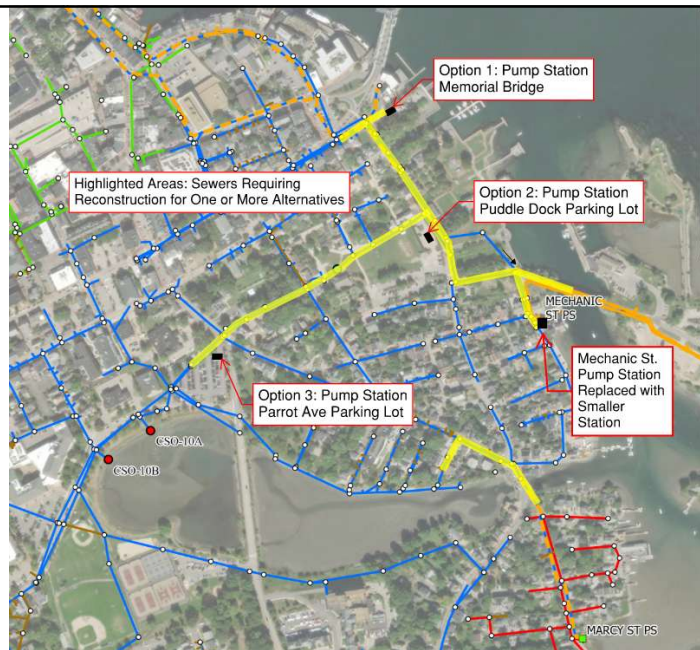 Option 1: Pump Station
Memorial Bridge
Highlighted Areas: Sewers Requiring
Reconstruction for One or More Alternatives
Option 2: Pump Station
Puddle Dock Parking Lot
MECHANIC
ST PS
Mechanic St.
Pump Station
Replaced with
Smaller
Station
Option 3: Pump Station
Parrot Ave Parking Lot
CSO-10A
CSO-10B
MARCY ST PS